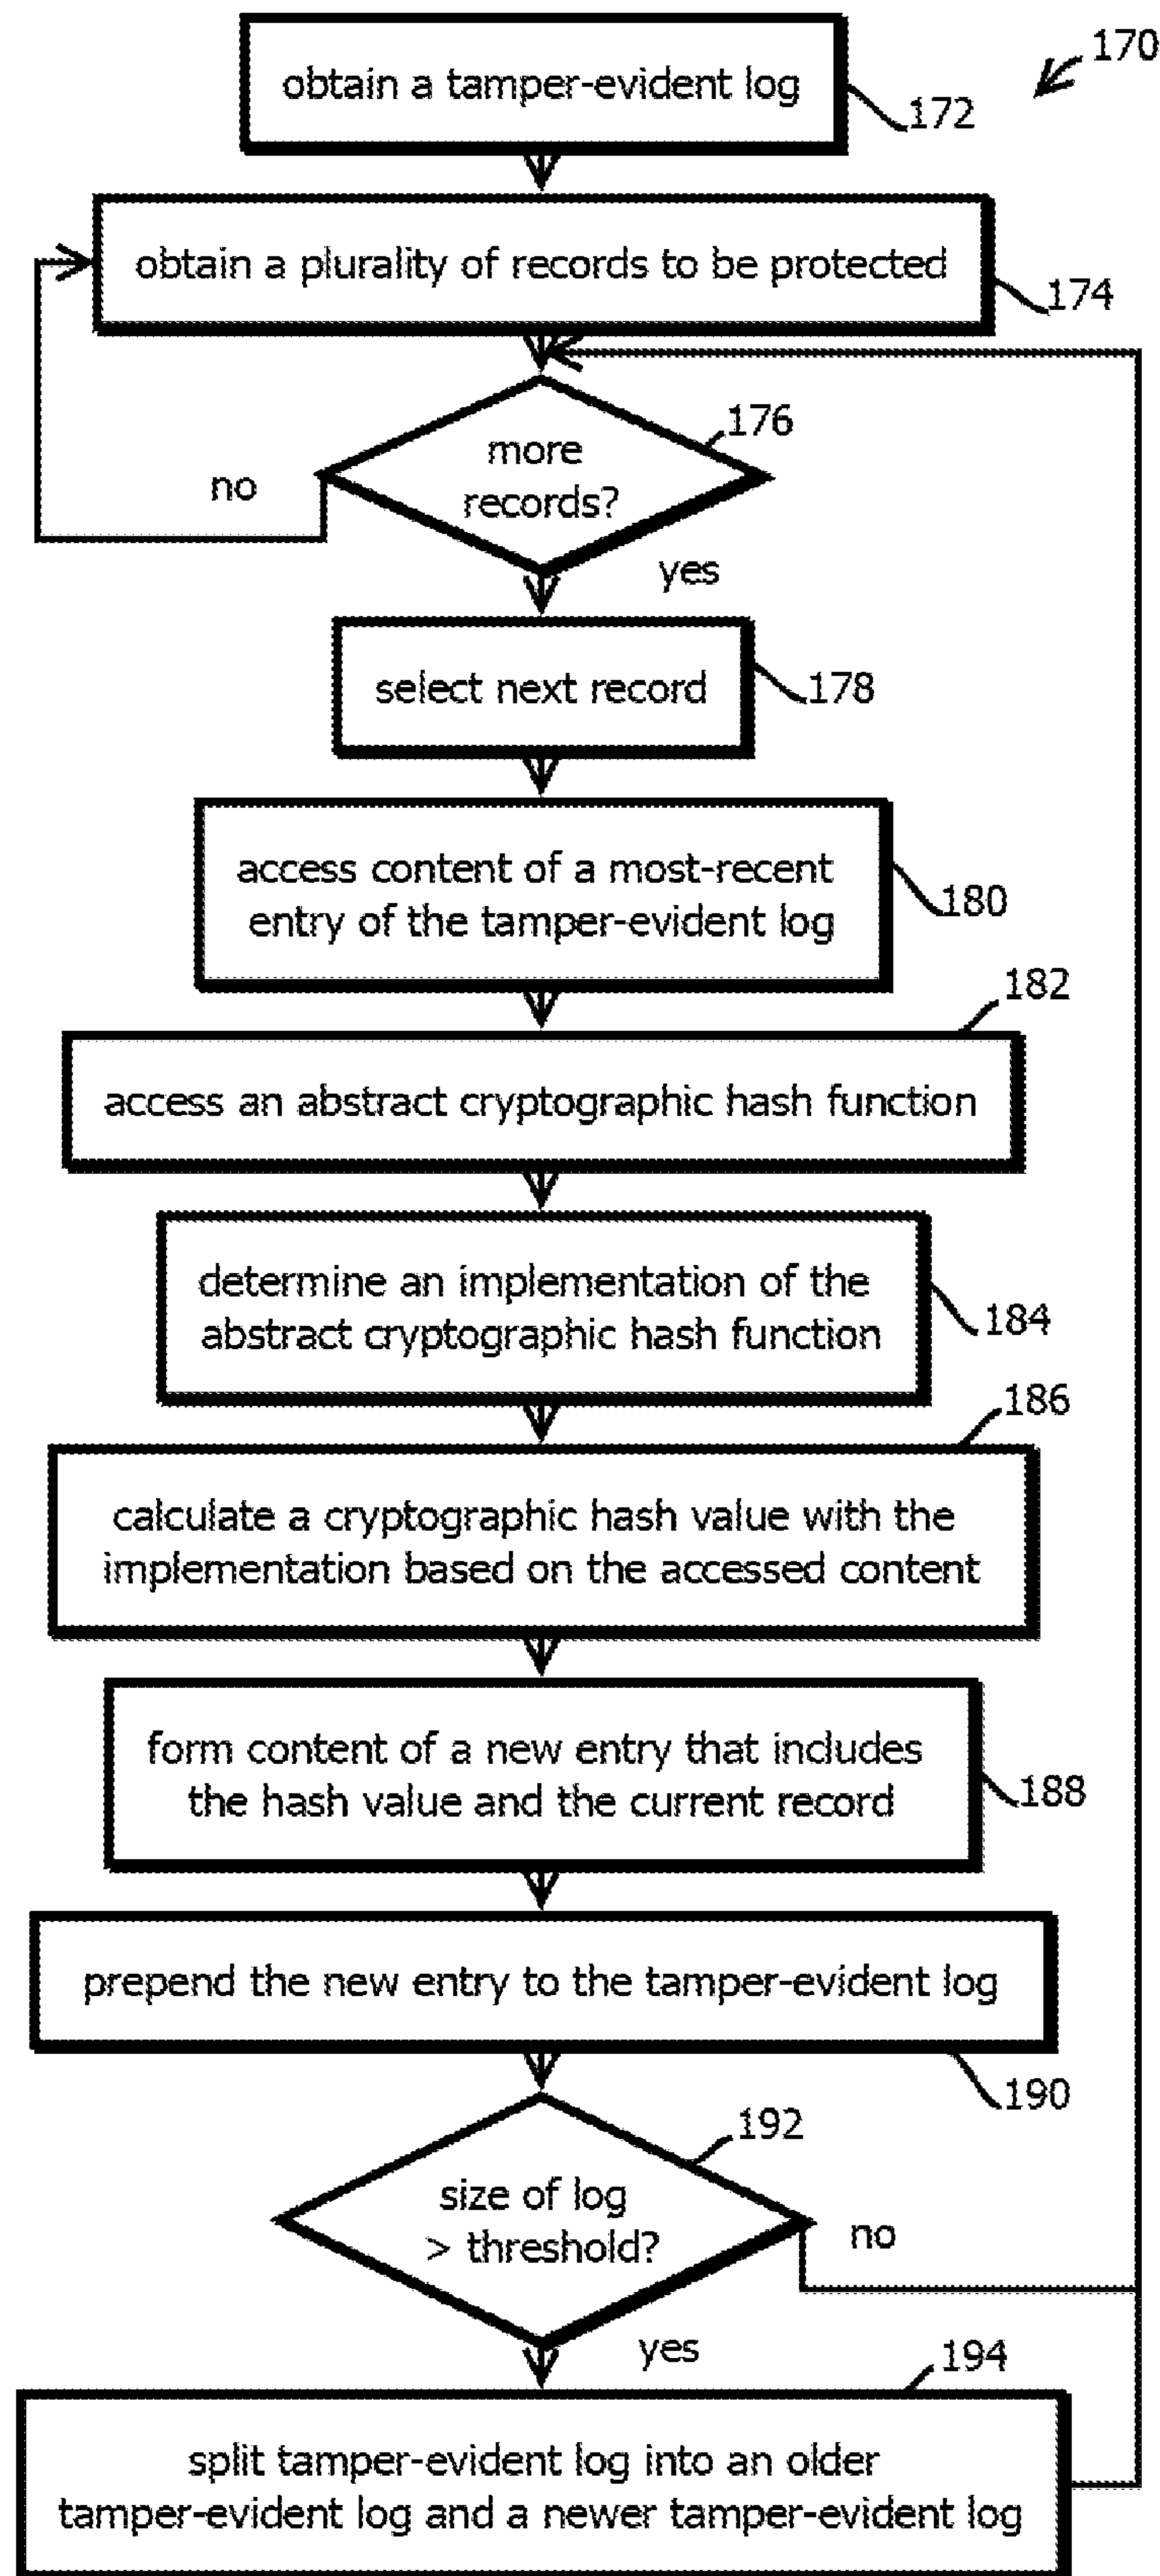 170
obtain a tamper-evident log
172
obtain a plurality of records to be protected
174
176
more
records?
no
yes
select next record
178
access content of a most-recent
entry of the tamper-evident log
180
182
access an abstract cryptographic hash function
determine an implementation of the
abstract cryptographic hash function
184
186
calculate a cryptographic hash value with the
implementation based on the accessed content
form content of a new entry that includes
the hash value and the current record
188
prepend the new entry to the tamper-evident log
190
192
size of log
> threshold?
no
yes
194
split tamper-evident log into an older
tamper-evident log and a newer tamper-evident log